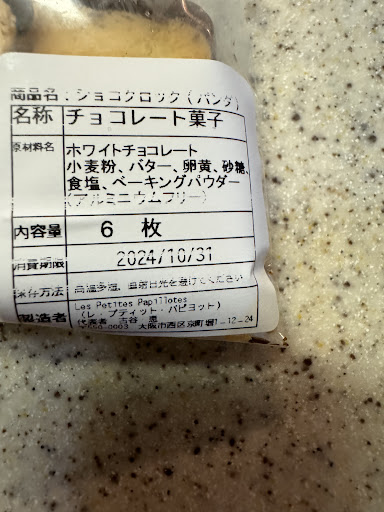 商品名：ショコクロック(パンダ)
名称 チョコレート菓子
原材料名 ホワイトチョコレート
小麦粉、バター、卵黄、砂糖、
食塩、ベーキングパウダー
(アルミニウムフリー)
内容量 6 枚
消費期限 2024/10/31
保存方法 高温多湿、直射日光を避けてください
製造者 Les Petites Papillotes
(レ・プティット・パピヨット)
代表者
大阪市西区京町堀1-12-24